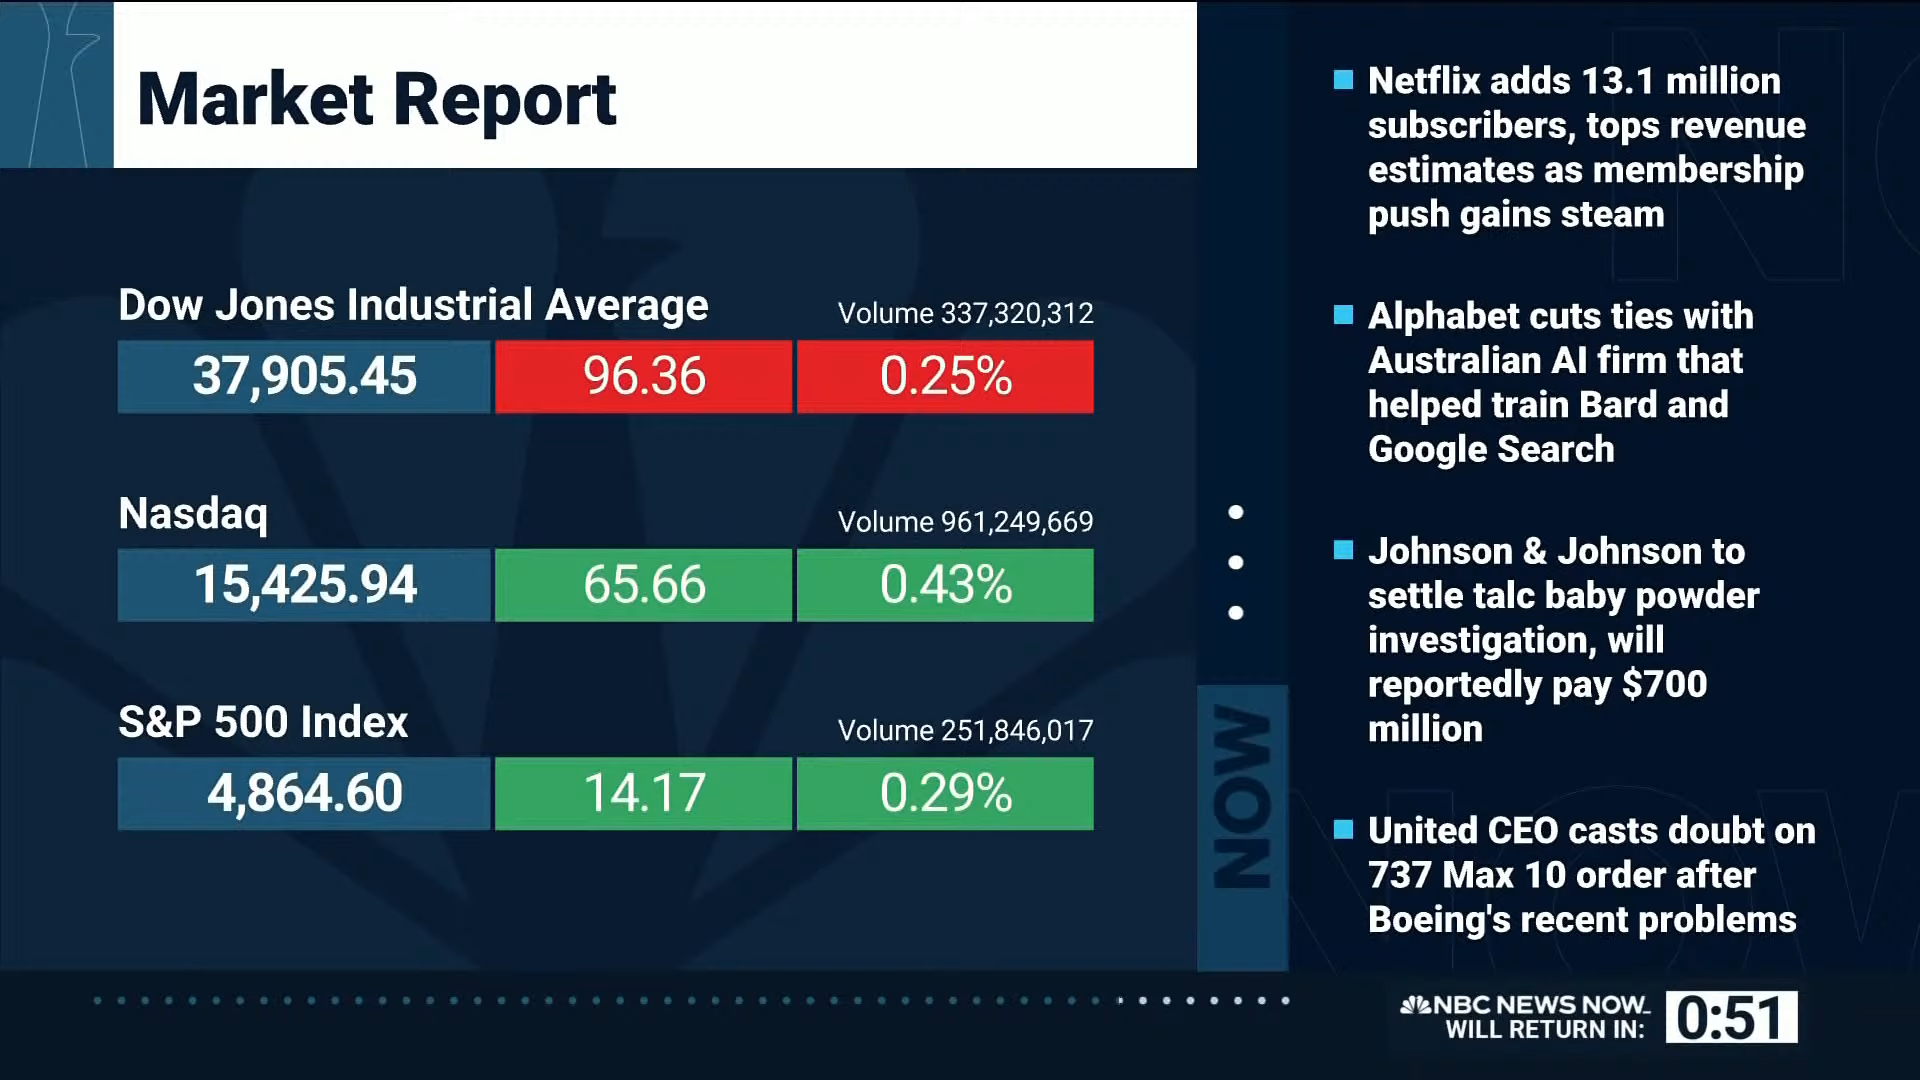 Market Report
Dow Jones Industrial Average
Volume 337,320,312
37,905.45
96.36
0.25%
Nasdaq
Volume 961,249,669
15,425.94
65.66
0.43%
S&P 500 Index
Volume 251,846,017
4,864.60
14.17
0.29%
NOW
Netflix adds 13.1 million
subscribers, tops revenue
estimates as membership
push gains steam
Alphabet cuts ties with
Australian AI firm that
helped train Bard and
Google Search
Johnson & Johnson to
settle talc baby powder
investigation, will
reportedly pay $700
million
United CEO casts doubt on
737 Max 10 order after
Boeing's recent problems
NBC NEWS NOW
WILL RETURN IN:
0:51